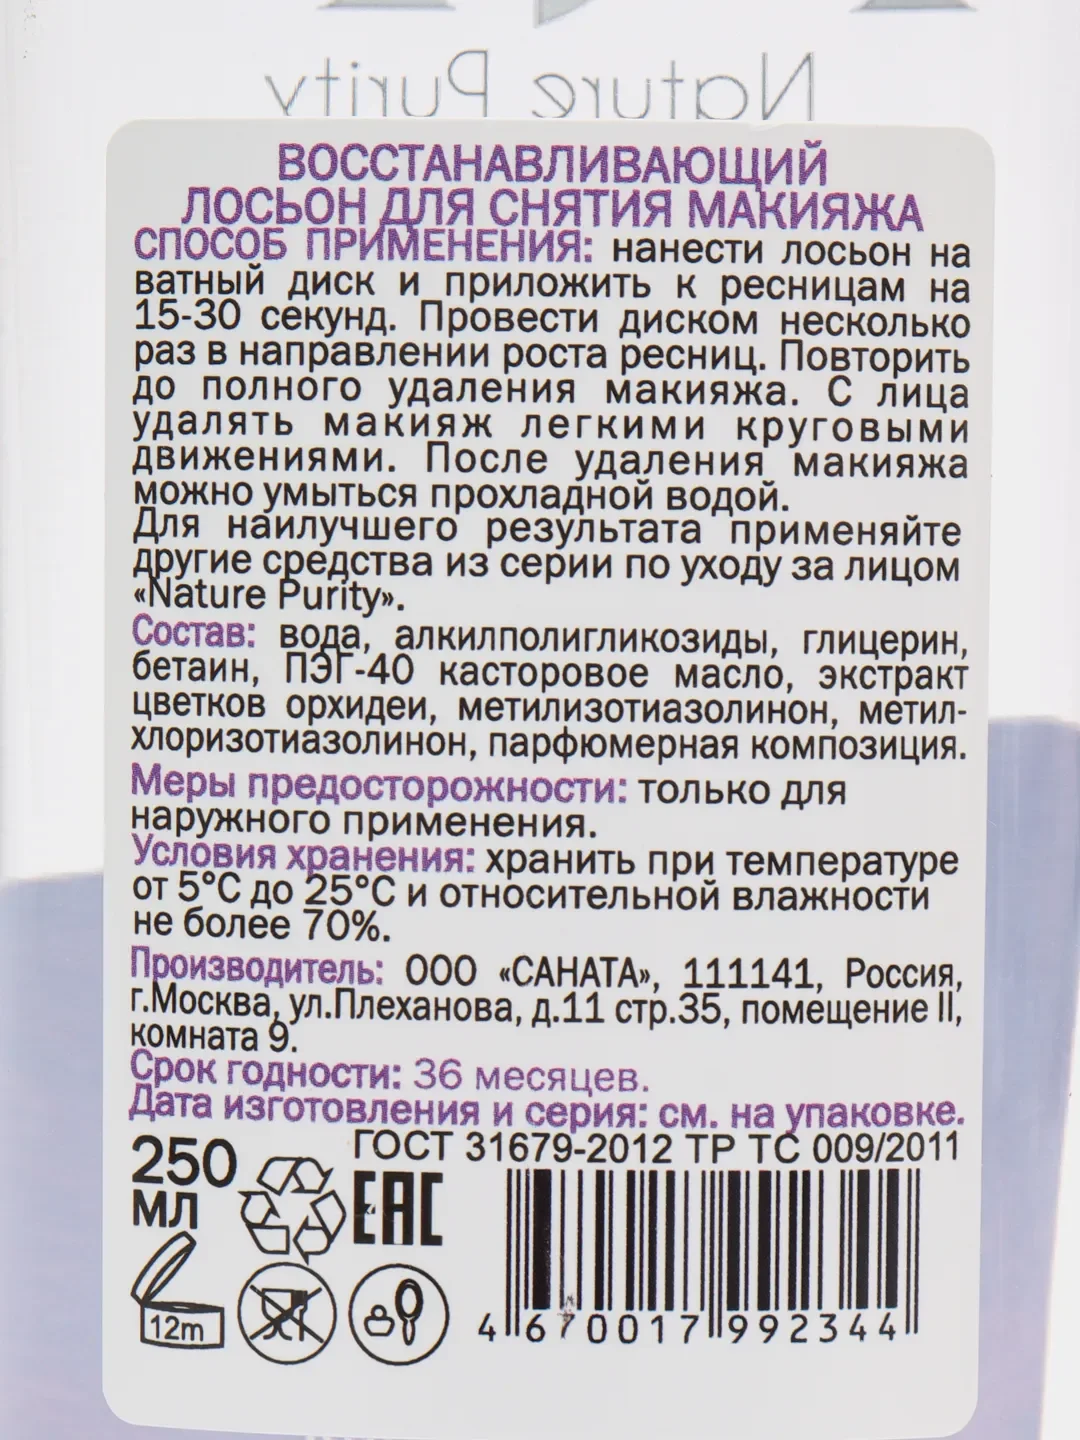 Nature Purity
ВОССТАНАВЛИВАЮЩИЙ
ЛОСЬОН ДЛЯ СНЯТИЯ МАКИЯЖА
СПОСОБ ПРИМЕНЕНИЯ: нанести лосьон на
ватный диск и приложить к ресницам на
15-30 секунд. Провести диском несколько
раз в направлении роста ресниц. Повторить
до полного удаления макияжа. С лица
удалять макияж легкими круговыми
движениями. После удаления макияжа
можно умыться прохладной водой.
Для наилучшего результата применяйте
другие средства из серии по уходу за лицом
«Nature Purity».
Состав: вода, алкилполигликозиды, глицерин,
бетаин, ПЭГ-40 касторовое масло, экстракт
цветков орхидеи, метилизотиазолинон, метил-
хлоризотиазолинон, парфюмерная композиция.
Меры предосторожности: только для
наружного применения.
Условия хранения: хранить при температуре
от 5°С до 25°С и относительной влажности
не более 70%.
Производитель: ООО «САНАТА», 111141, Россия,
г.Москва, ул.Плеханова, д.11 стр.35, помещение II,
комната 9.
Срок годности: 36 месяцев.
Дата изготовления и серия: см. на упаковке.
ГОСТ 31679-2012 ТР ТС 009/2011
250
МЛ
EAC
12m
4 670017 992344